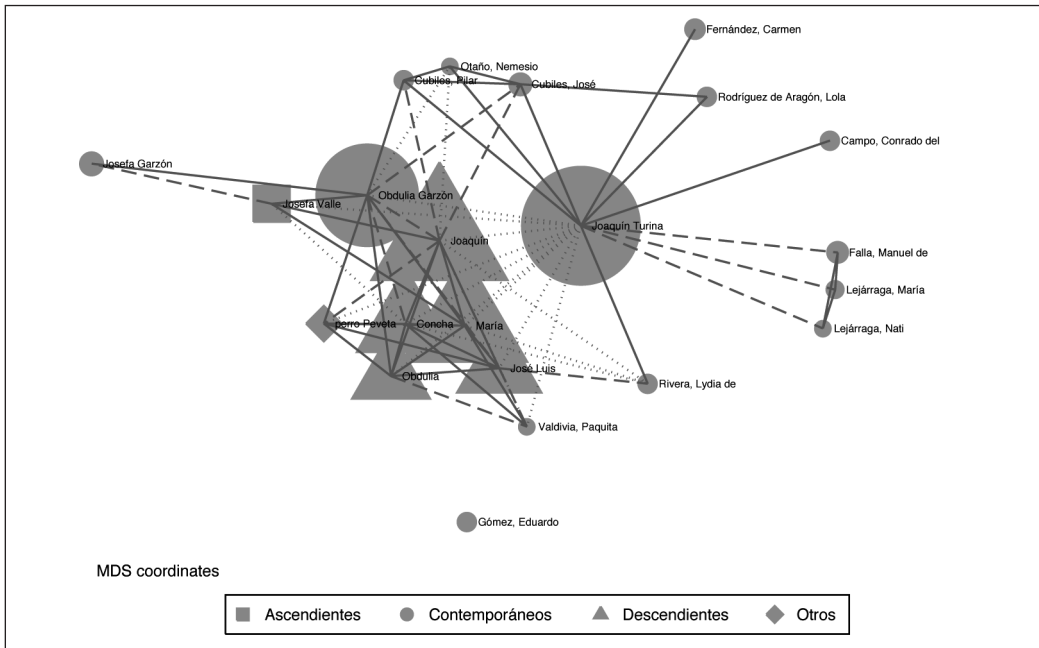 Fernández, Carmen
Otaño, Nemesio
Cubiles, Pilar
Cubiles, José
Rodríguez de Aragón, Lola
Campo, Conrado del
Josefa Garzón
Obdulia Garzón
Josefa Valle
Joaquín Turina
Joaquín
Falla, Manuel de
Lejárraga, María
perro Peveta
Concha
María
Lejárraga, Nati
José Luis
Obdulia
Rivera, Lydia de
Valdivia, Paquita
Gómez, Eduardo
MDS coordinates
Ascendientes
Contemporáneos
Descendientes
Otros